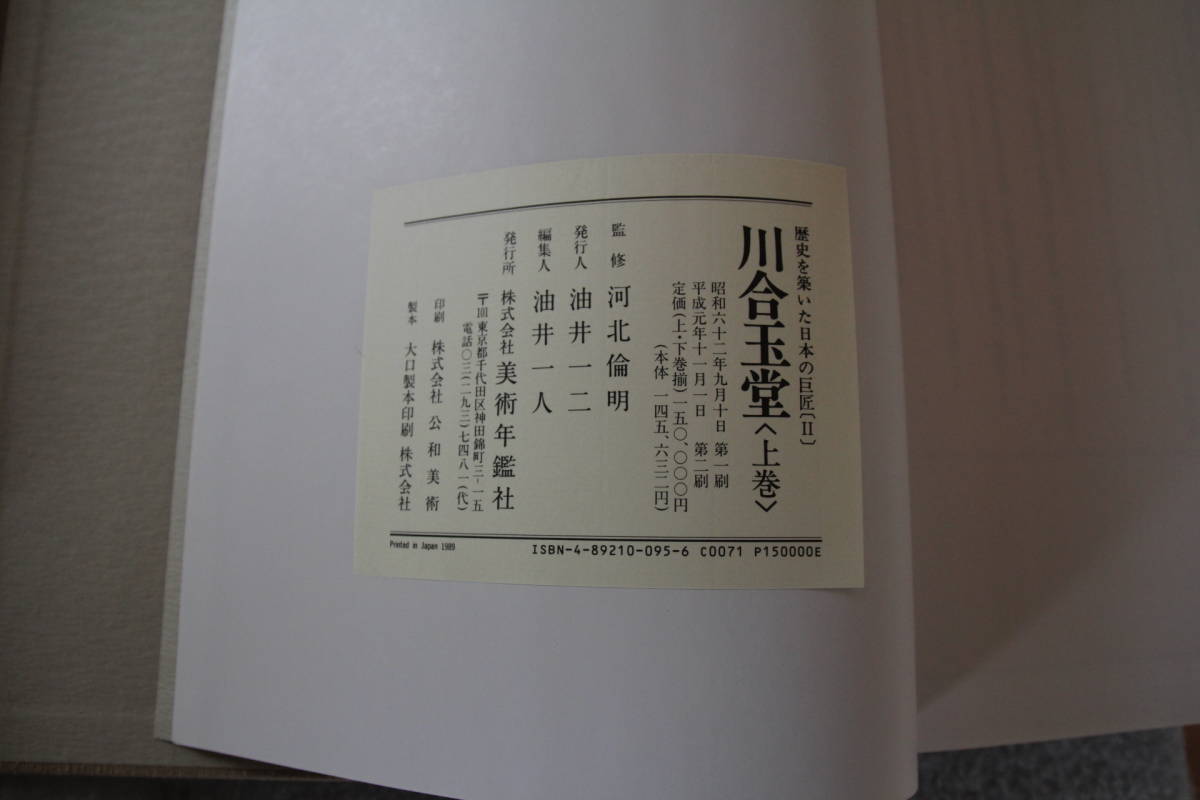 歴史を築いた日本の巨匠〔II〕
川合玉堂〈上巻〉
昭和六十二年九月十日 第一刷
平成元年十一月一日 第二刷
定価(上・下巻揃)一五〇、〇〇〇円
(本体 一四五、六三二円)
監修 河北倫明
発行人 油井一二
編集人 油井一人
発行所 株式会社 美術年鑑社
〒101 東京都千代田区神田錦町三-一五
電話〇三(二九三)七四八一(代)
印刷 株式会社 公和美術
製本 大口製本印刷 株式会社
Printed in Japan 1989
ISBN-4-89210-095-6 C0071 P150000E